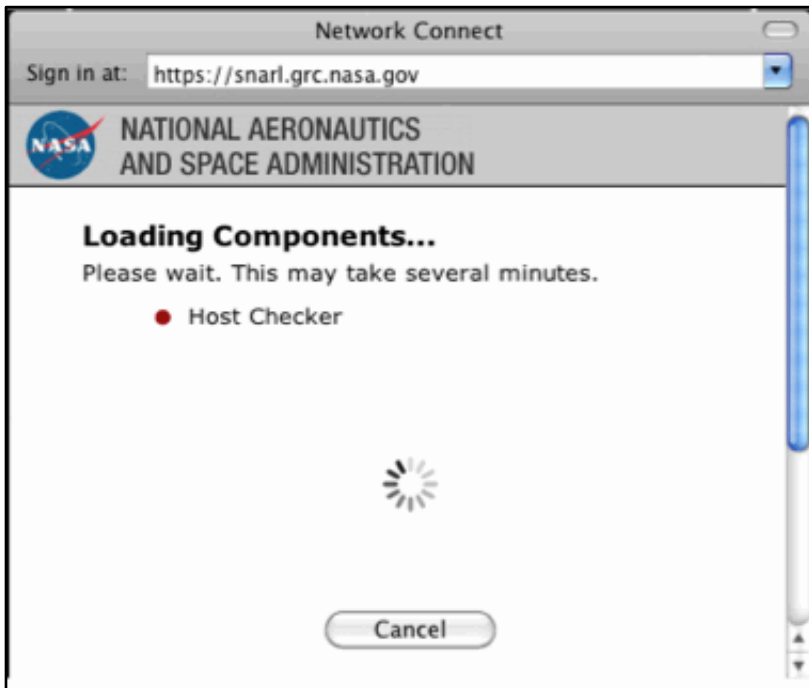 Network Connect
Sign in at: https://snarl.grc.nasa.gov
NASA
NATIONAL AERONAUTICS
AND SPACE ADMINISTRATION
Loading Components...
Please wait. This may take several minutes.
Host Checker
Cancel